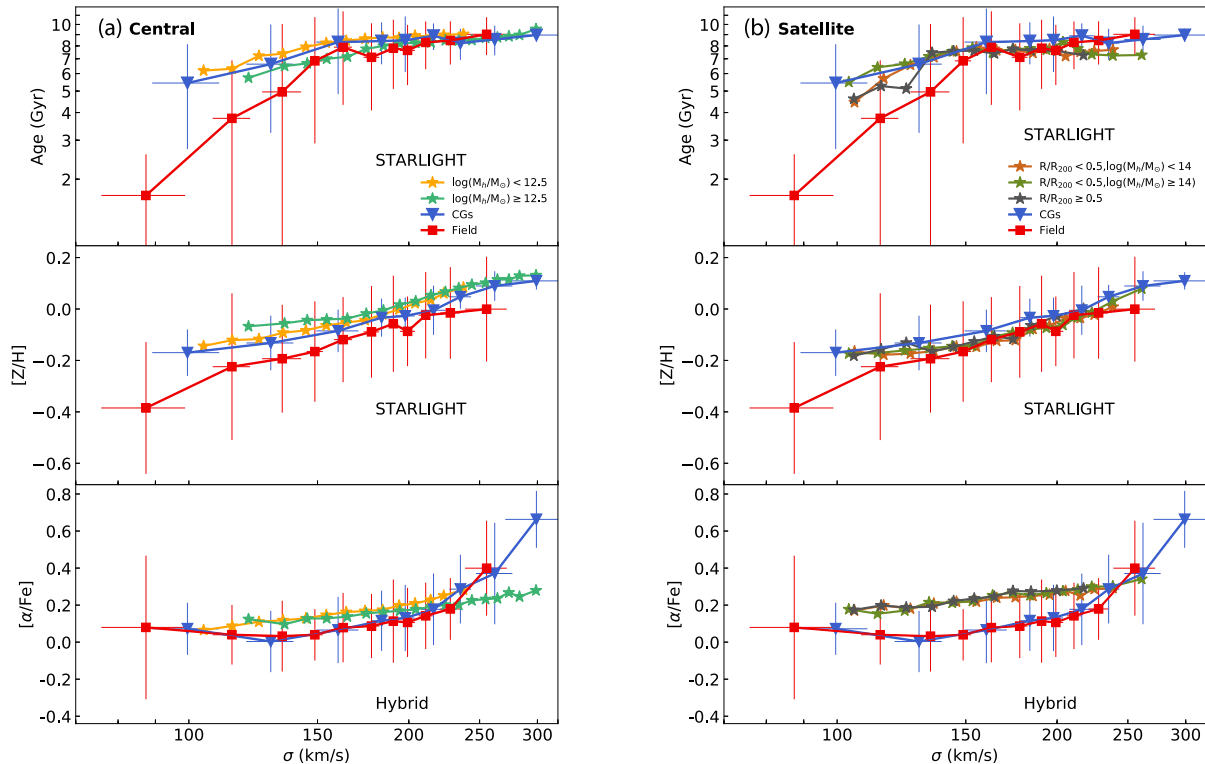 (a) Central
10
9
8
7
6
5
4
3
2
Age (Gyr)
STARLIGHT
log(Mₕ/M⊙) < 12.5
log(Mₕ/M⊙) ≥ 12.5
CGs
Field
0.2
0.0
−0.2
−0.4
−0.6
[Z/H]
STARLIGHT
0.8
0.6
0.4
0.2
0.0
−0.2
−0.4
[α/Fe]
Hybrid
100 150 200 250 300
σ (km/s)
(b) Satellite
10
9
8
7
6
5
4
3
2
Age (Gyr)
STARLIGHT
R/R₂₀₀ < 0.5,log(Mₕ/M⊙) < 14
R/R₂₀₀ < 0.5,log(Mₕ/M⊙) ≥ 14)
R/R₂₀₀ ≥ 0.5
CGs
Field
0.2
0.0
−0.2
−0.4
−0.6
[Z/H]
STARLIGHT
0.8
0.6
0.4
0.2
0.0
−0.2
−0.4
[α/Fe]
Hybrid
100 150 200 250 300
σ (km/s)